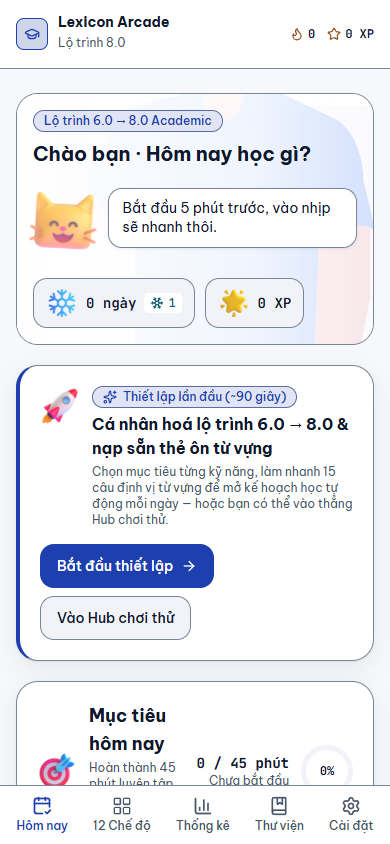 Lexicon Arcade
Lộ trình 8.0
0
0 XP
Lộ trình 6.0 → 8.0 Academic
Chào bạn · Hôm nay học gì?
Bắt đầu 5 phút trước, vào nhịp
sẽ nhanh thôi.
0 ngày
1
0 XP
Thiết lập lần đầu (~90 giây)
Cá nhân hoá lộ trình 6.0 → 8.0 &
nạp sẵn thẻ ôn từ vựng
Chọn mục tiêu từng kỹ năng, làm nhanh 15
câu định vị từ vựng để mở kế hoạch học tự
động mỗi ngày — hoặc bạn có thể vào thẳng
Hub chơi thử.
Bắt đầu thiết lập →
Vào Hub chơi thử
Mục tiêu
hôm nay
0 / 45 phút
Hoàn thành 45
Chưa bắt đầu
phút luyện tập
0%
Hôm nay
12 Chế độ
Thống kê
Thư viện
Cài đặt